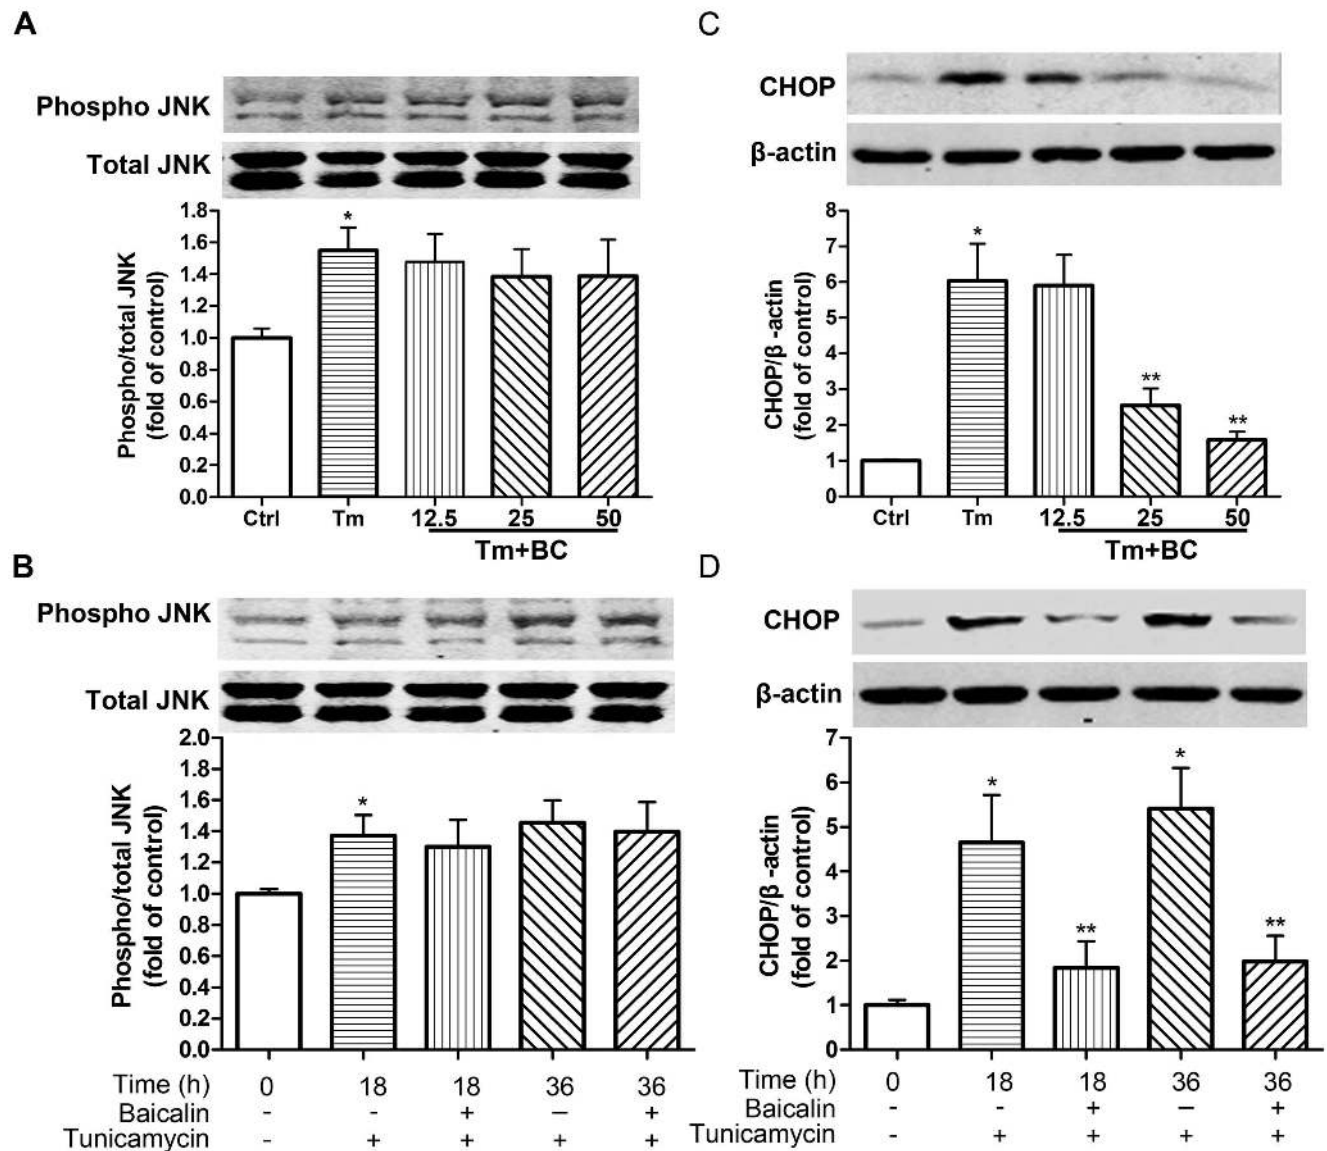 A
Phospho JNK
Total JNK
Phospho/total JNK
(fold of control)
1.8
1.6
1.4
1.2
1.0
0.8
0.6
0.4
0.2
0.0
*
Ctrl Tm 12.5 25 50
Tm+BC
C
CHOP
β-actin
CHOP/β -actin
(fold of control)
8
7
6
5
4
3
2
1
0
*
**
**
Ctrl Tm 12.5 25 50
Tm+BC
B
Phospho JNK
Total JNK
Phospho/total JNK
(fold of control)
2.0
1.8
1.6
1.4
1.2
1.0
0.8
0.6
0.4
0.2
0.0
*
Time (h) 0 18 18 36 36
Baicalin - - + – +
Tunicamycin - + + + +
D
CHOP
β-actin
CHOP/β -actin
(fold of control)
7
6
5
4
3
2
1
0
*
**
*
**
Time (h) 0 18 18 36 36
Baicalin - - + – +
Tunicamycin - + + + +